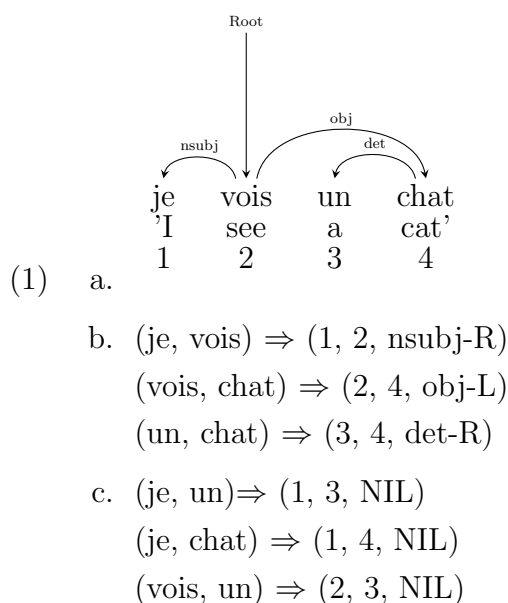 Root
obj
nsubj det
je vois un chat
'I see a cat'
1 2 3 4
(1) a.
b. (je, vois) ⇒ (1, 2, nsubj-R)
(vois, chat) ⇒ (2, 4, obj-L)
(un, chat) ⇒ (3, 4, det-R)
c. (je, un)⇒ (1, 3, NIL)
(je, chat) ⇒ (1, 4, NIL)
(vois, un) ⇒ (2, 3, NIL)